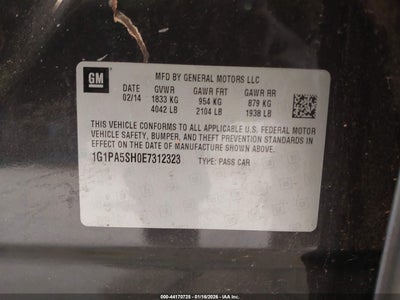 GM
MFD BY GENERAL MOTORS LLC
DATE GVWR GAWR FRT GAWR RR
02/14 1833 KG 954 KG 879 KG
4042 LB 2104 LB 1938 LB
THIS VEHICLE CONFORMS TO ALL APPLICABLE U.S. FEDERAL MOTOR
VEHICLE SAFETY, BUMPER, AND THEFT PREVENTION STANDARDS IN
EFFECT ON THE DATE OF MANUFACTURE SHOWN ABOVE.
1G1PA5SH0E7312323 TYPE: PASS CAR
000-44170725 - 01/16/2026 - IAA Inc.